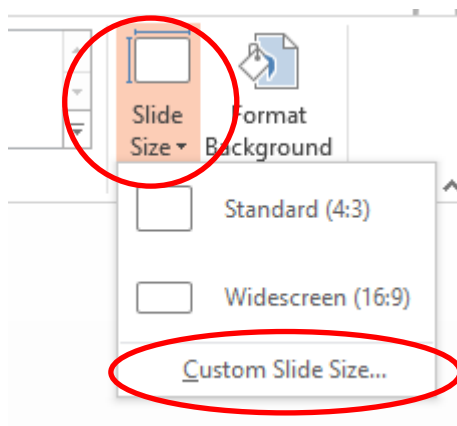 Slide
Size
Format
Background
Standard (4:3)
Widescreen (16:9)
Custom Slide Size...